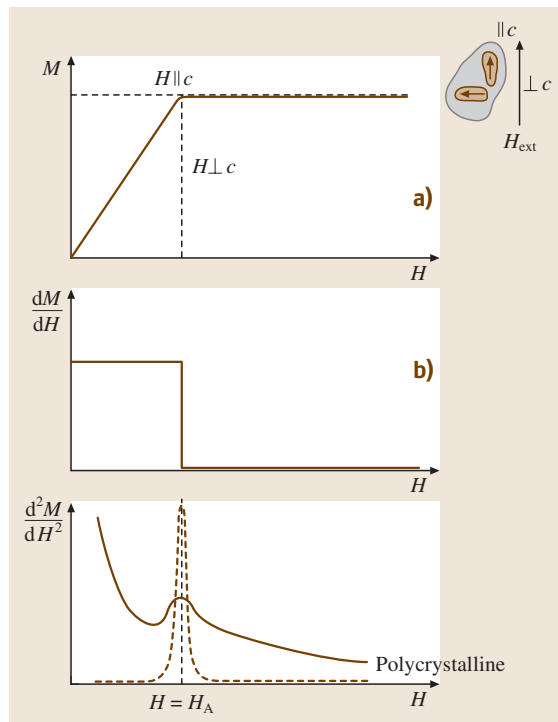 M
H ∥ c
H ⊥ c
a)
H
∥ c
⊥ c
H_ext
dM
dH
b)
H
d²M
dH²
Polycrystalline
H
H = H_A